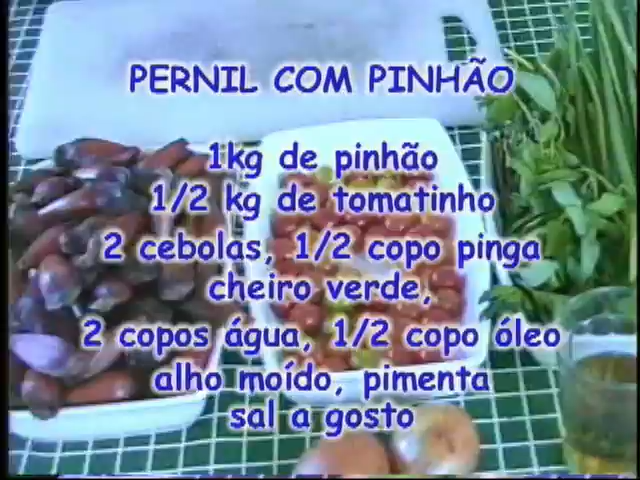 PERNIL COM PINHÃO
1kg de pinhão
1/2 kg de tomatinho
2 cebolas, 1/2 copo pinga
cheiro verde,
2 copos água, 1/2 copo óleo
alho moído, pimenta
sal a gosto